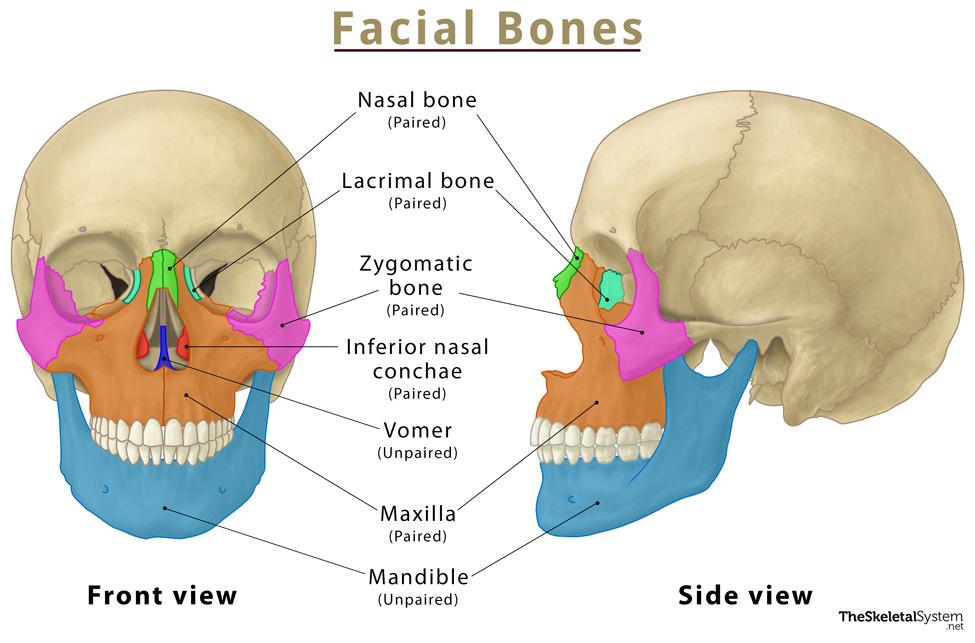 Facial Bones
Nasal bone
(Paired)
Lacrimal bone
(Paired)
Zygomatic
bone
(Paired)
Inferior nasal
conchae
(Paired)
Vomer
(Unpaired)
Maxilla
(Paired)
Mandible
(Unpaired)
Front view
Side view
TheSkeletalSystem
.net